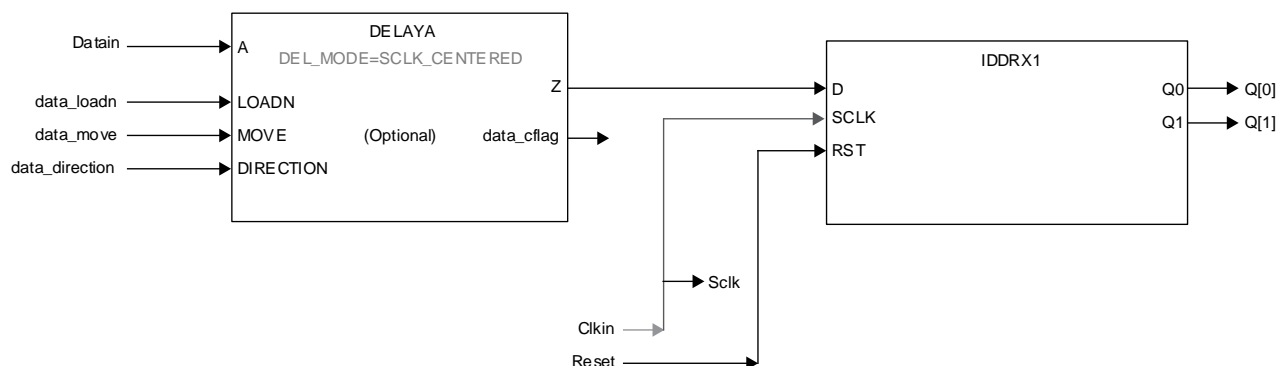 DELAYA
DEL_MODE=SCLK_CENTERED
Datain
A
Z
data_loadn
LOADN
data_move
MOVE
(Optional)
data_cflag
data_direction
DIRECTION
IDDRX1
D
Q0
Q[0]
SCLK
Q1
Q[1]
RST
Sclk
Clkin
Reset